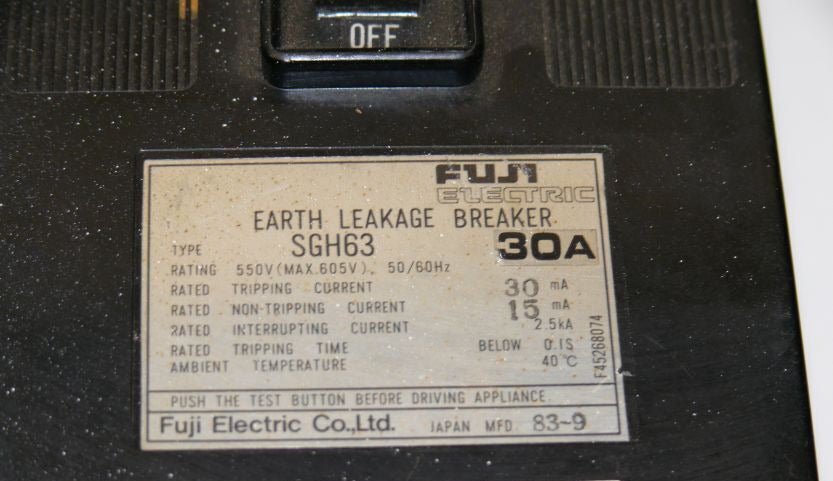 OFF
FUJI
ELECTRIC
EARTH LEAKAGE BREAKER
TYPE SGH63 30A
RATING 550V(MAX.605V), 50/60Hz
RATED TRIPPING CURRENT 30 mA
RATED NON-TRIPPING CURRENT 15 mA
RATED INTERRUPTING CURRENT 2.5kA
RATED TRIPPING TIME BELOW 0.1S
AMBIENT TEMPERATURE 40°C
F45268074
PUSH THE TEST BUTTON BEFORE DRIVING APPLIANCE.
Fuji Electric Co.,Ltd. JAPAN MFD 83~9